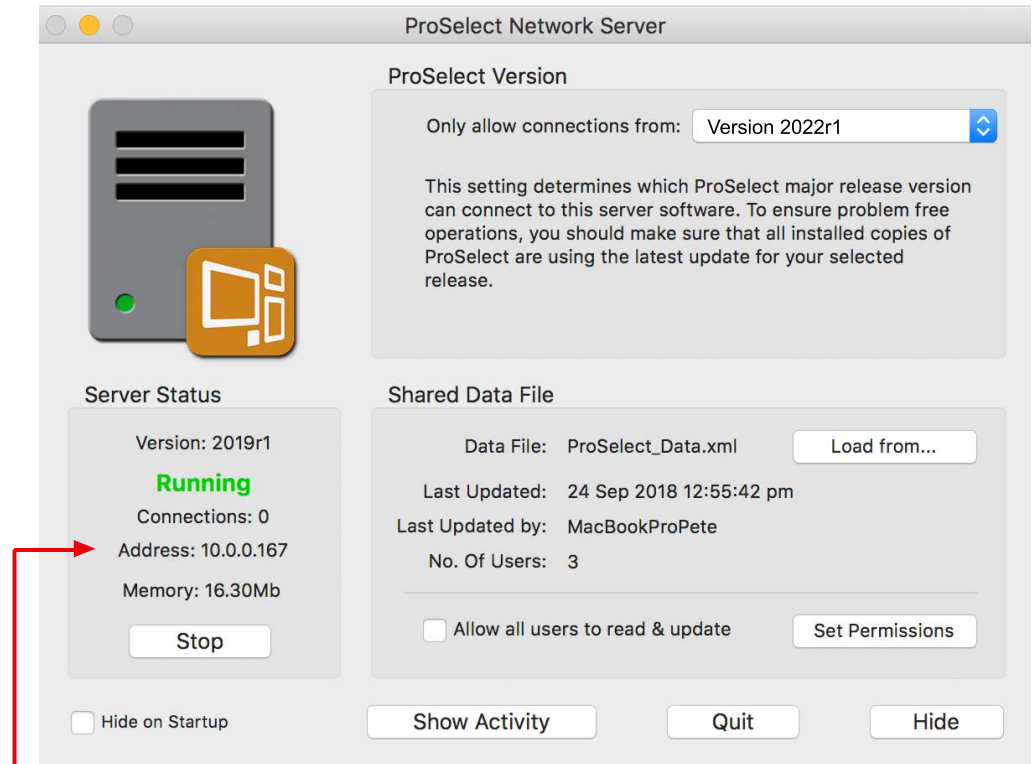 ProSelect Network Server
ProSelect Version
Only allow connections from: Version 2022r1
This setting determines which ProSelect major release version
can connect to this server software. To ensure problem free
operations, you should make sure that all installed copies of
ProSelect are using the latest update for your selected
release.
Server Status
Version: 2019r1
Running
Connections: 0
Address: 10.0.0.167
Memory: 16.30Mb
Stop
Shared Data File
Data File: ProSelect_Data.xml Load from...
Last Updated: 24 Sep 2018 12:55:42 pm
Last Updated by: MacBookProPete
No. Of Users: 3
Allow all users to read & update Set Permissions
Hide on Startup Show Activity Quit Hide